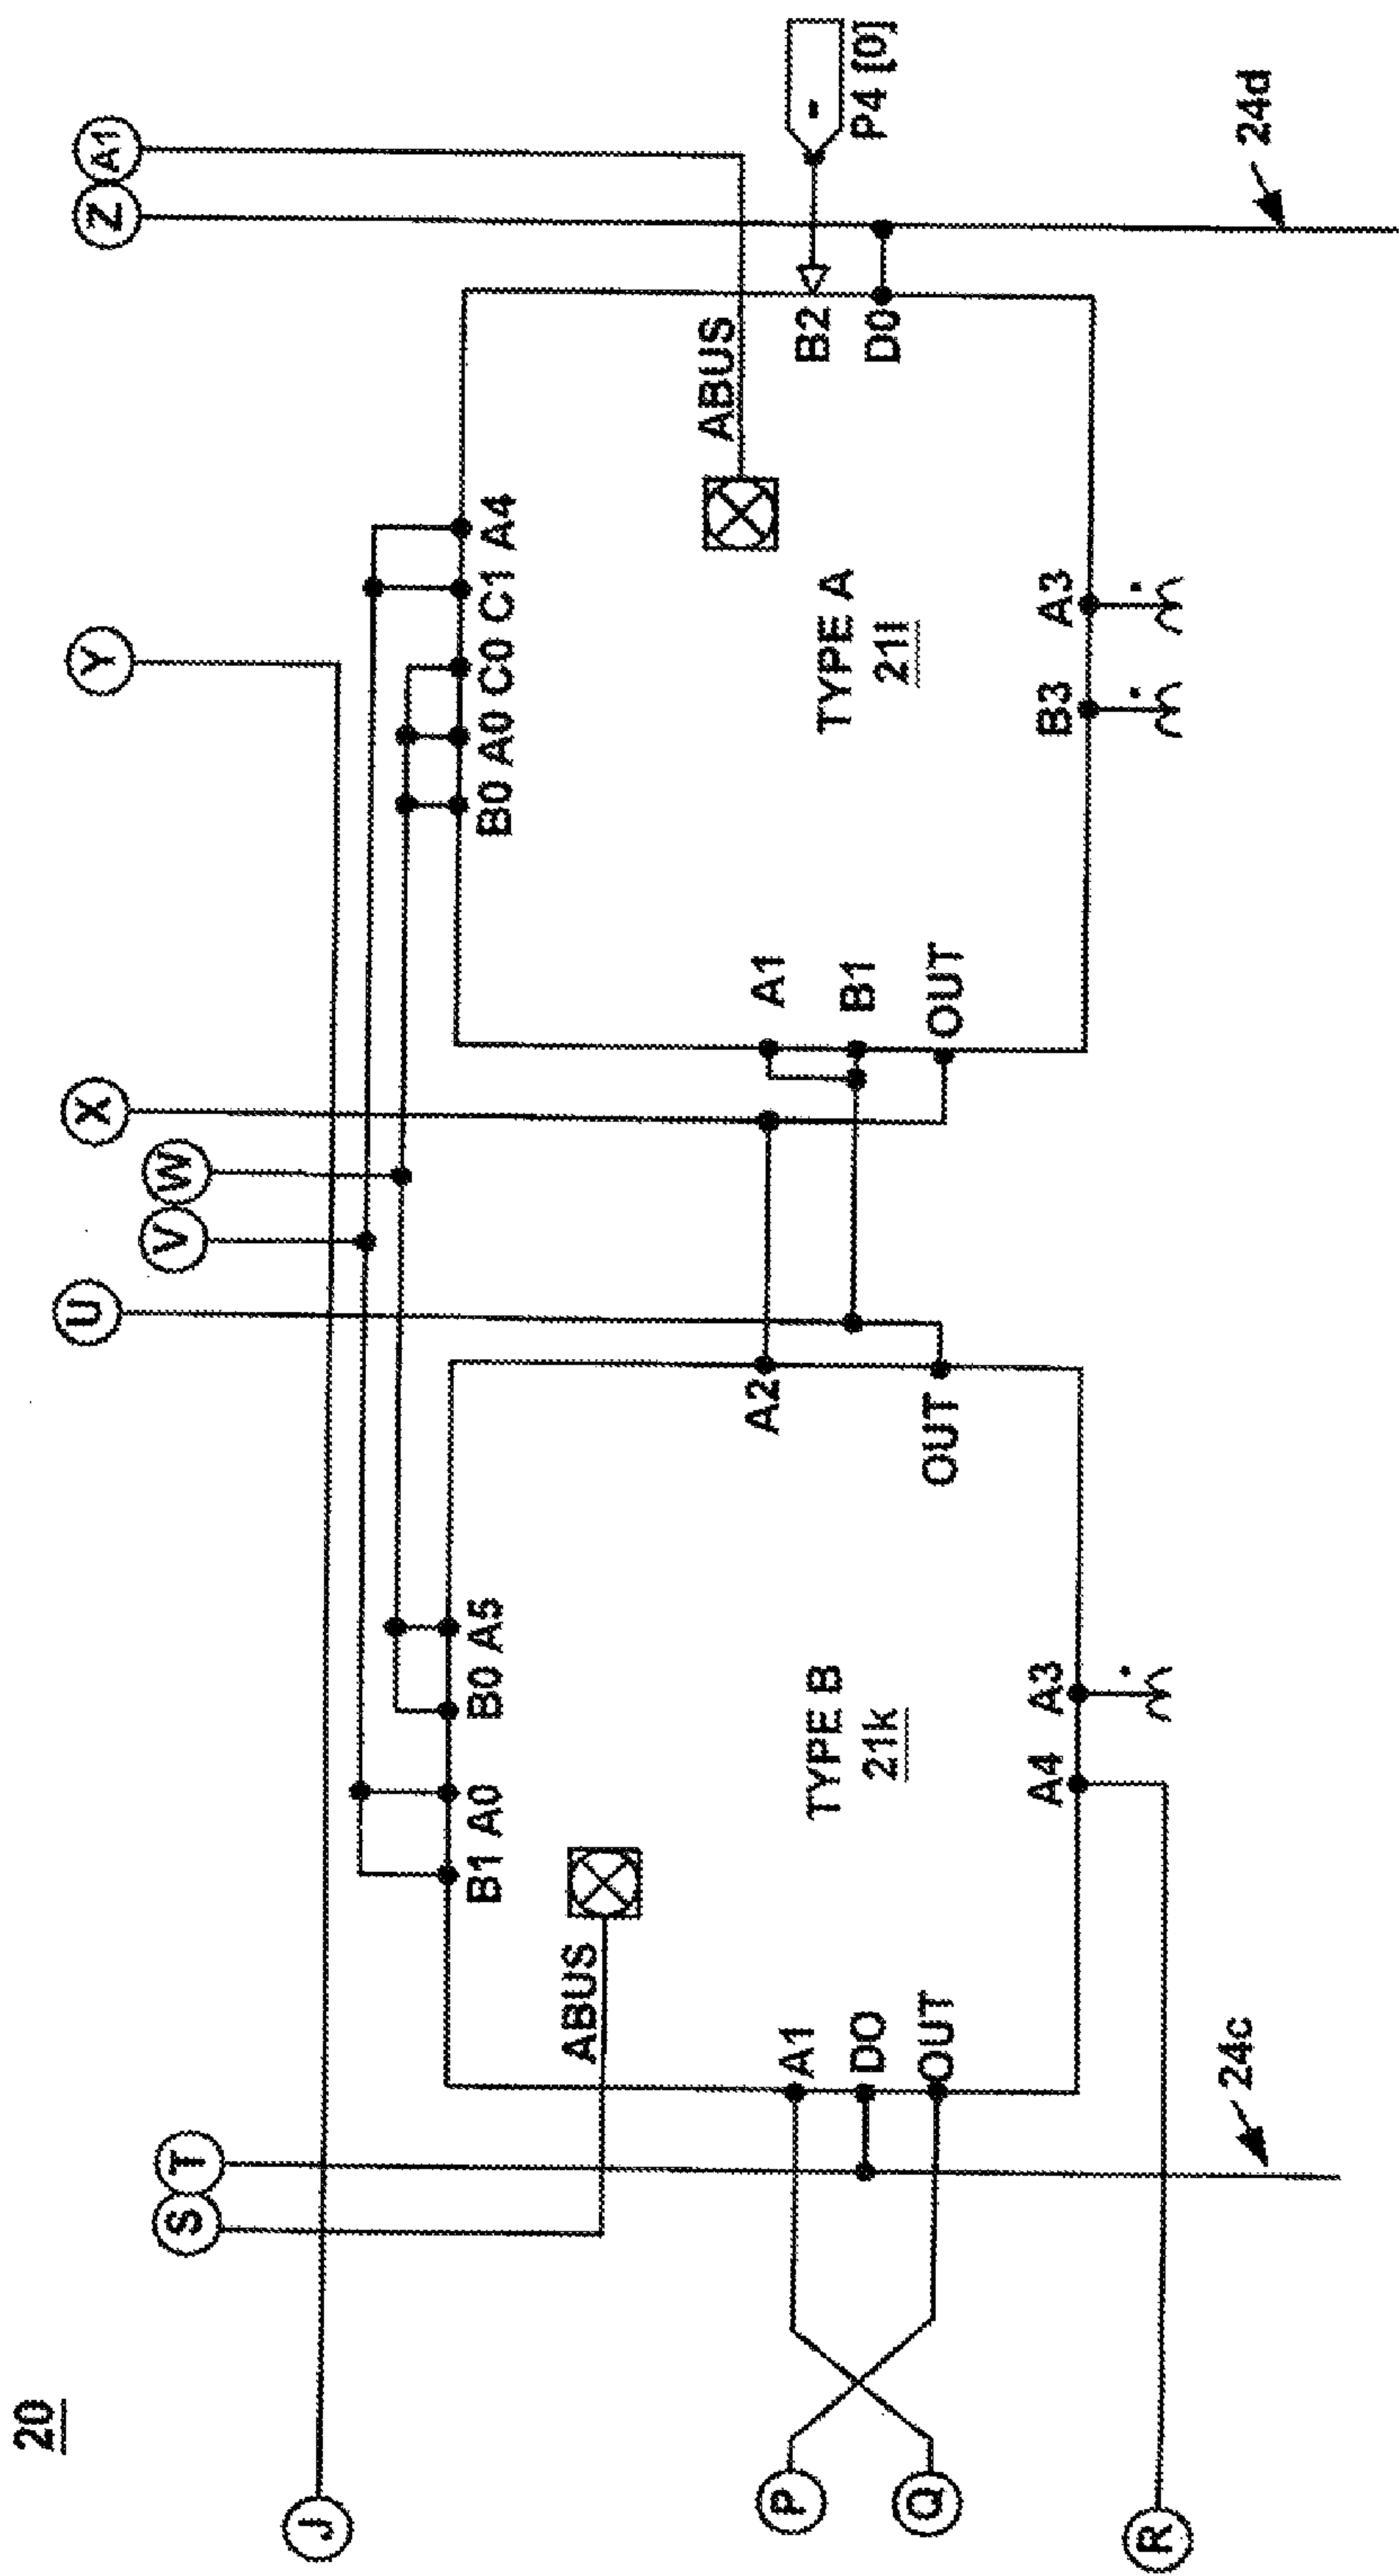 20
J
Y
U
X
Z A1
V W
S T
B1 A0 B0 A5
B0 A0 C0 C1 A4
ABUS
ABUS
A1
DO
OUT
A2
OUT
A1
B1
OUT
B2
D0
P4 [0]
-
TYPE B
21k
TYPE A
21l
A4 A3
B3 A3
P
Q
R
24c
24d